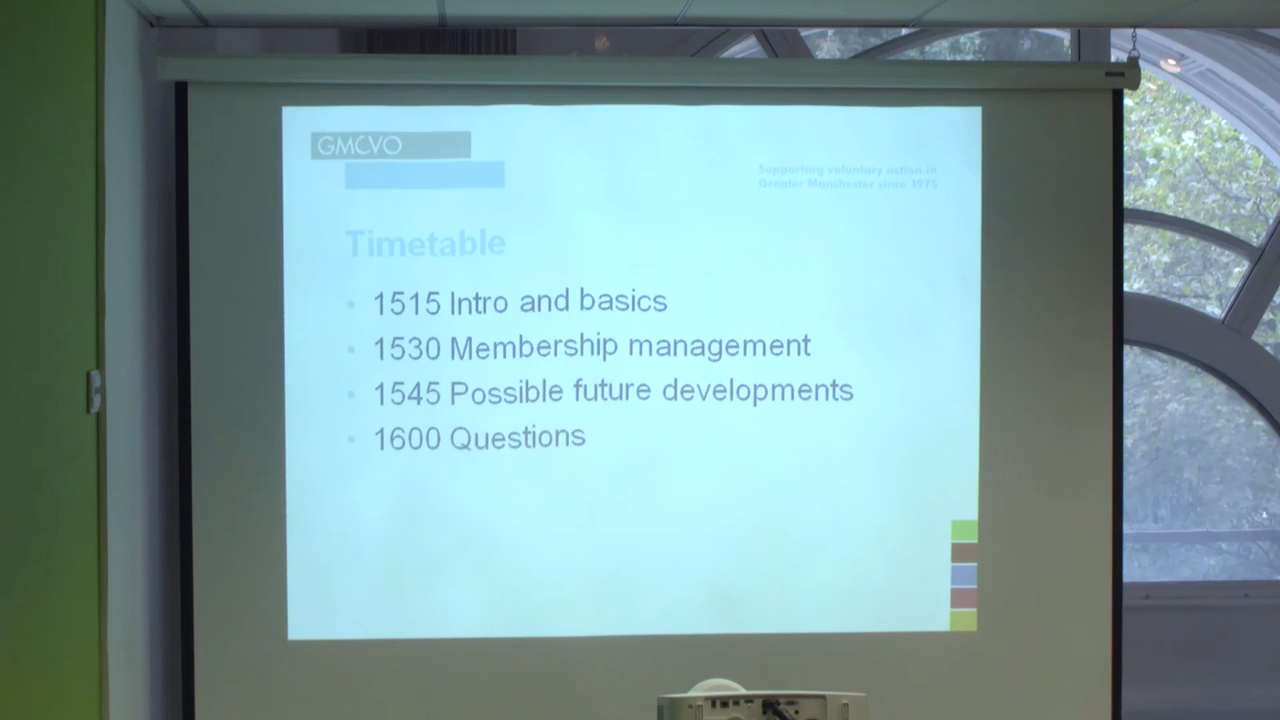 GMCVO
Supporting voluntary action in
Greater Manchester since 1975
Timetable
• 1515 Intro and basics
• 1530 Membership management
• 1545 Possible future developments
• 1600 Questions